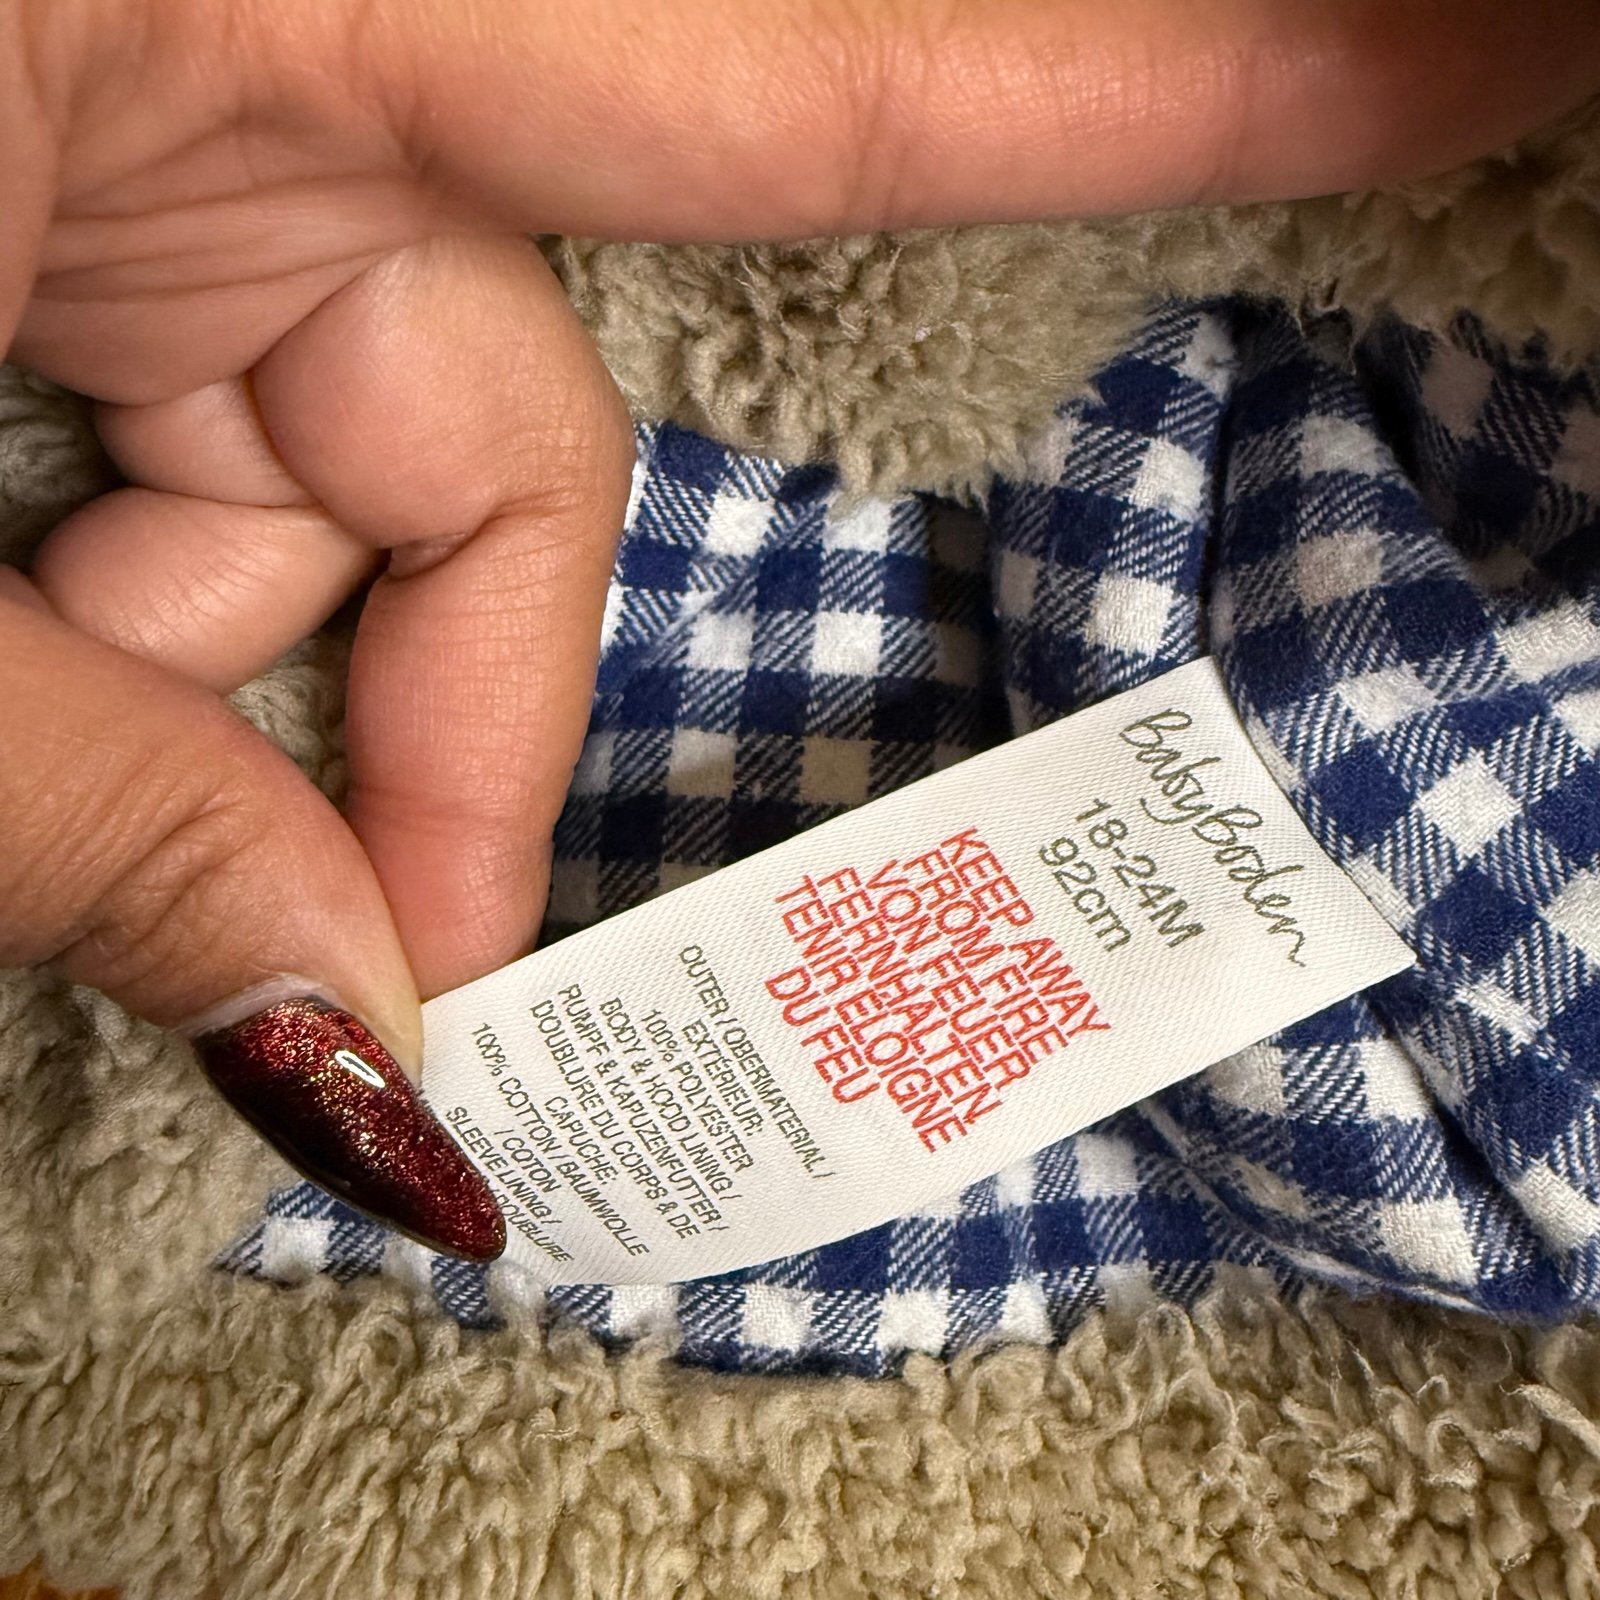 BabyBoden
18-24M
92cm
KEEP AWAY
FROM FIRE
VON FEUER
FERNHALTEN
TENIR ELOIGNE
DU FEU
OUTER / OBERMATERIAL /
EXTÉRIEUR:
100% POLYESTER
BODY & HOOD LINING /
RUMPF & KAPUZENFUTTER /
DOUBLURE DU CORPS & DE
CAPUCHE:
100% COTTON / BAUMWOLLE
/ COTON
SLEEVE LINING /
DOUBLURE